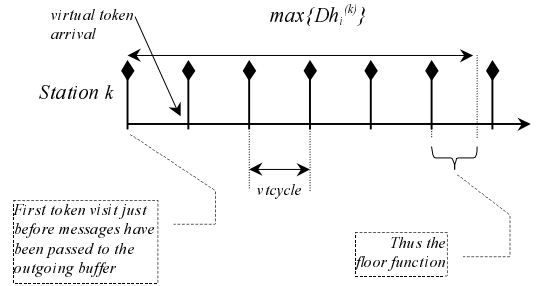 virtual token
arrival
max{Dhᵢ⁽ᵏ⁾}
Station k
vtcycle
First token visit just
before messages have
been passed to the
outgoing buffer
Thus the
floor function